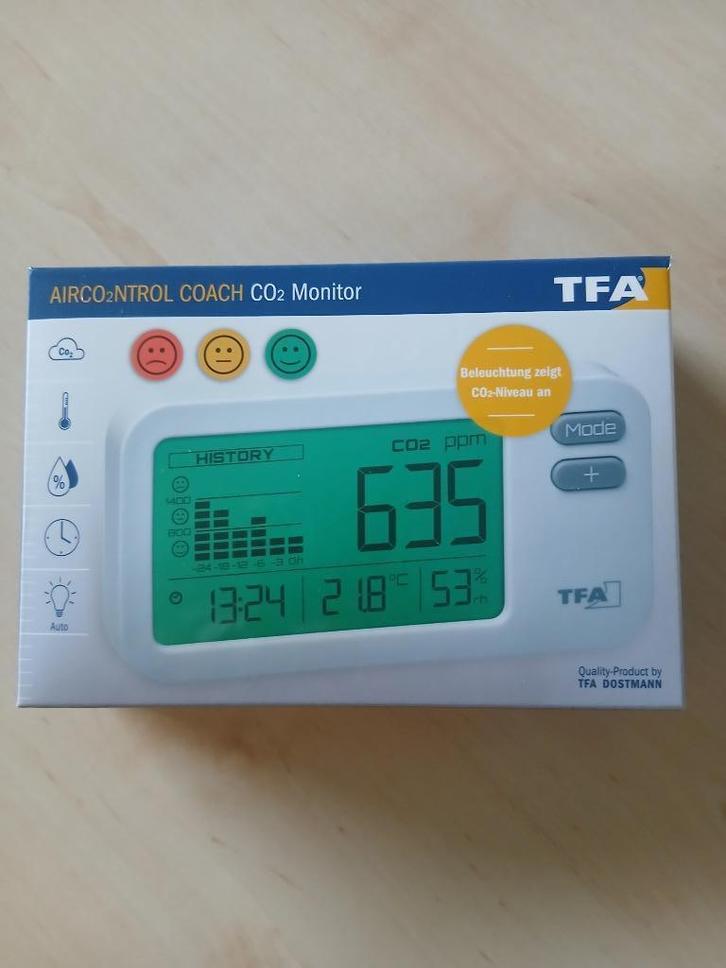 AIRCO2NTROL COACH CO2 Monitor
TFA
Co2
Beleuchtung zeigt
CO2-Niveau an
Mode
+
HISTORY
CO2 ppm
635
1400
800
-24 -18 -12 -6 -3 0h
%
13:24
21.8 °C
53 % rh
TFA
Auto
Quality-Product by
TFA DOSTMANN